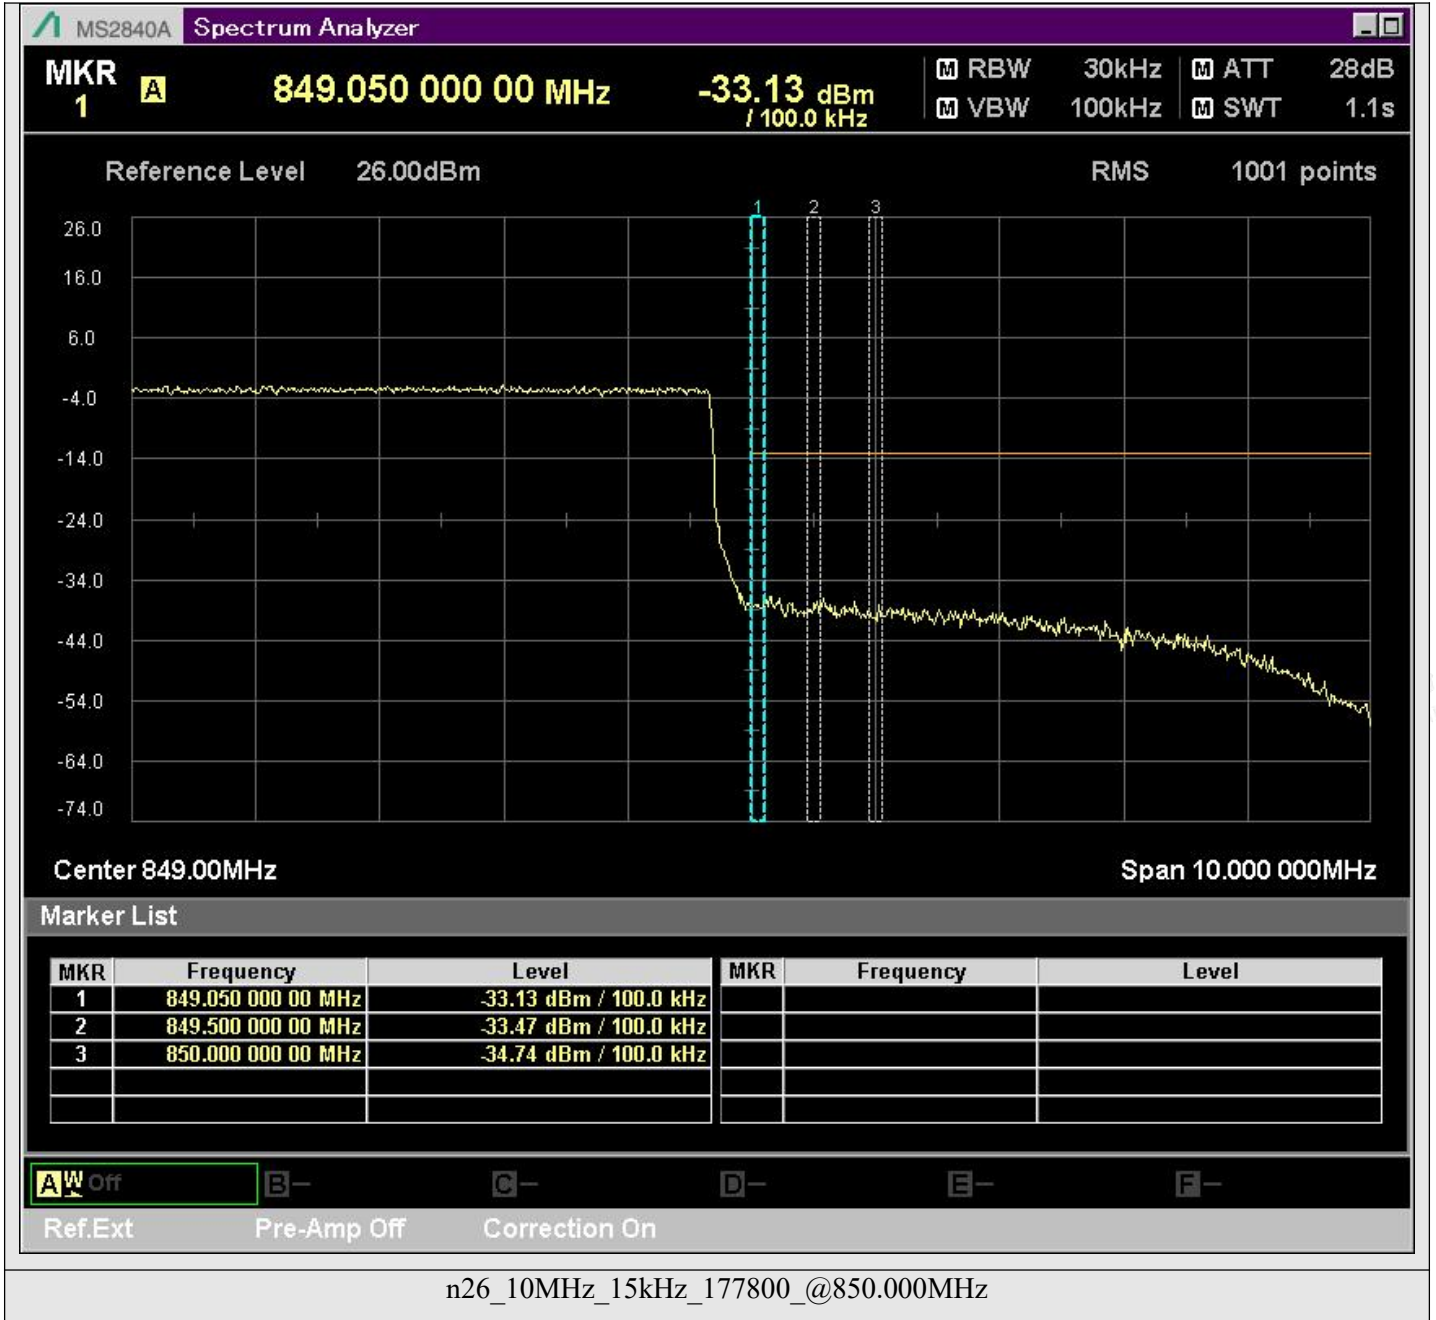 MS2840A Spectrum Analyzer
MKR 1 A 849.050 000 00 MHz -33.13 dBm / 100.0 kHz
M RBW 30kHz M ATT 28dB
M VBW 100kHz M SWT 1.1s
Reference Level 26.00dBm RMS 1001 points
1 2 3
26.0
16.0
6.0
-4.0
-14.0
-24.0
-34.0
-44.0
-54.0
-64.0
-74.0
Center 849.00MHz Span 10.000 000MHz
Marker List
MKR Frequency Level MKR Frequency Level
1 849.050 000 00 MHz -33.13 dBm / 100.0 kHz
2 849.500 000 00 MHz -33.47 dBm / 100.0 kHz
3 850.000 000 00 MHz -34.74 dBm / 100.0 kHz
A W Off B- C- D- E- F-
Ref.Ext Pre-Amp Off Correction On
n26_10MHz_15kHz_177800_@850.000MHz